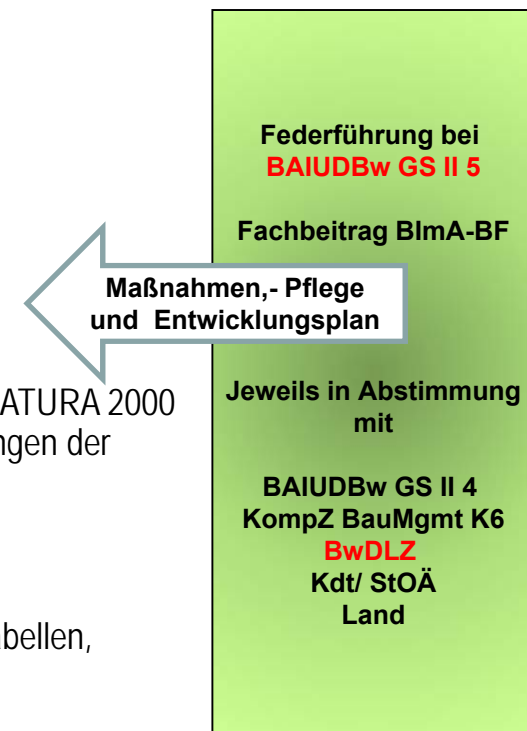 Federführung bei
BAIUDBw GS II 5
Fachbeitrag BImA-BF
Maßnahmen,- Pflege
und Entwicklungsplan
ATURA 2000
ngen der
abellen,
Jeweils in Abstimmung
mit
BAIUDBw GS II 4
KompZ BauMgmt K6
BwDLZ
Kdt/ StOÄ
Land